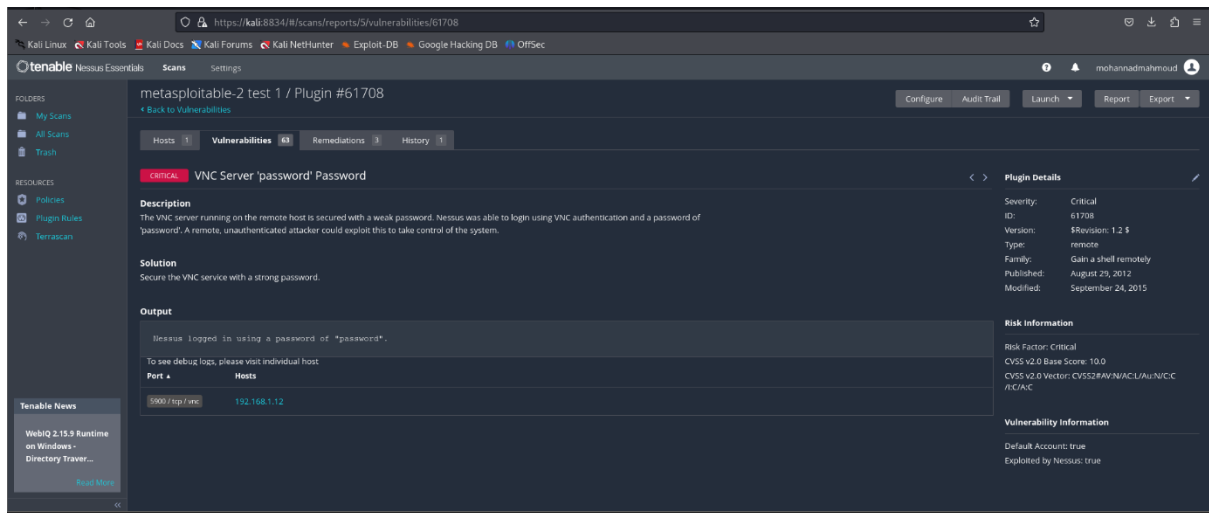 https://kali:8834/#/scans/reports/5/vulnerabilities/61708
Kali Linux Kali Tools Kali Docs Kali Forums Kali NetHunter Exploit-DB Google Hacking DB OffSec
tenable Nessus Essentials Scans Settings mohannadmahmoud
FOLDERS
My Scans
All Scans
Trash
RESOURCES
Policies
Plugin Rules
Terrascan
metasploitable-2 test 1 / Plugin #61708
< Back to Vulnerabilities
Configure Audit Trail Launch Report Export
Hosts 1 Vulnerabilities 63 Remediations 3 History 1
CRITICAL VNC Server 'password' Password
Description
The VNC server running on the remote host is secured with a weak password. Nessus was able to login using VNC authentication and a password of
'password'. A remote, unauthenticated attacker could exploit this to take control of the system.
Solution
Secure the VNC service with a strong password.
Output
Nessus logged in using a password of "password".
To see debug logs, please visit individual host
Port Hosts
5900 / tcp / vnc 192.168.1.12
Plugin Details
Severity: Critical
ID: 61708
Version: $Revision: 1.2 $
Type: remote
Family: Gain a shell remotely
Published: August 29, 2012
Modified: September 24, 2015
Risk Information
Risk Factor: Critical
CVSS v2.0 Base Score: 10.0
CVSS v2.0 Vector: CVSS2#AV:N/AC:L/Au:N/C:C
/I:C/A:C
Vulnerability Information
Default Account: true
Exploited by Nessus: true
Tenable News
WebIQ 2.15.9 Runtime
on Windows -
Directory Traver...
Read More